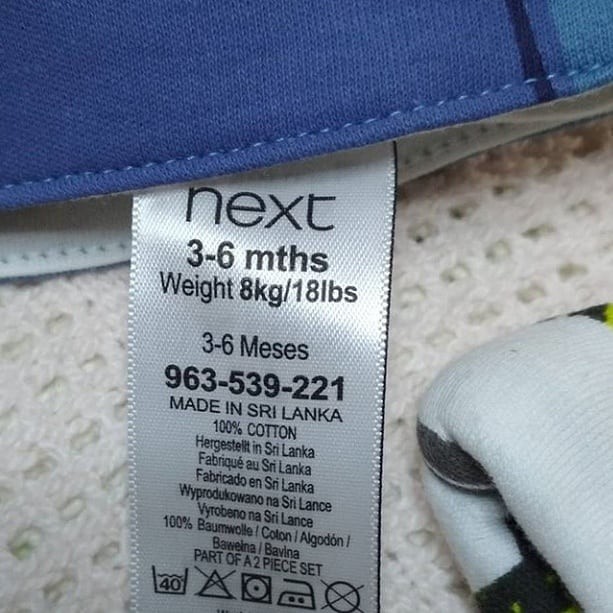 next
3-6 mths
Weight 8kg/18lbs
3-6 Meses
963-539-221
MADE IN SRI LANKA
100% COTTON
Hergestellt in Sri Lanka
Fabriqué au Sri Lanka
Fabricado en Sri Lanka
Wyprodukowano na Sri Lance
Vyrobeno na Sri Lance
100% Baumwolle / Coton / Algodón /
Bawełna / Bavlna
PART OF A 2 PIECE SET
40